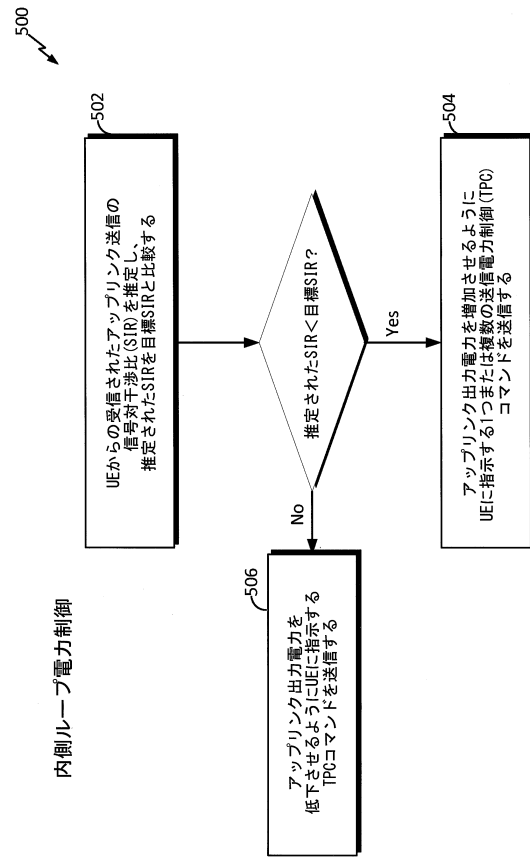 500
内側ループ電力制御
502
UEからの受信されたアップリンク送信の
信号対干渉比(SIR)を推定し、
推定されたSIRを目標SIRと比較する
推定されたSIR<目標SIR?
No
Yes
506
アップリンク出力電力を
低下させるようにUEに指示する
TPCコマンドを送信する
504
アップリンク出力電力を増加させるように
UEに指示する1つまたは複数の送信電力制御(TPC)
コマンドを送信する